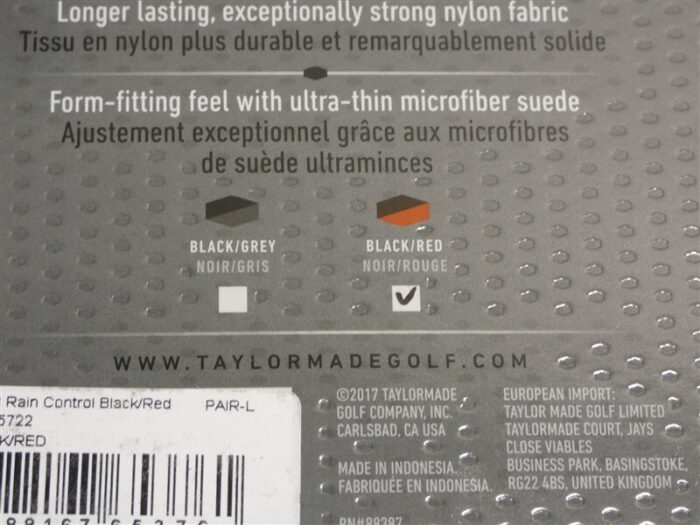 Longer lasting, exceptionally strong nylon fabric
Tissu en nylon plus durable et remarquablement solide
Form-fitting feel with ultra-thin microfiber suede
Ajustement exceptionnel grâce aux microfibres
de suède ultraminces
BLACK/GREY
NOIR/GRIS
BLACK/RED
NOIR/ROUGE
WWW.TAYLORMADEGOLF.COM
Rain Control Black/Red PAIR-L
5722
K/RED
©2017 TAYLORMADE
GOLF COMPANY, INC.
CARLSBAD, CA USA
MADE IN INDONESIA.
FABRIQUÉE EN INDONÉSIE.
EUROPEAN IMPORT:
TAYLOR MADE GOLF LIMITED
TAYLORMADE COURT, JAYS
CLOSE VIABLES
BUSINESS PARK, BASINGSTOKE,
RG22 4BS, UNITED KINGDOM